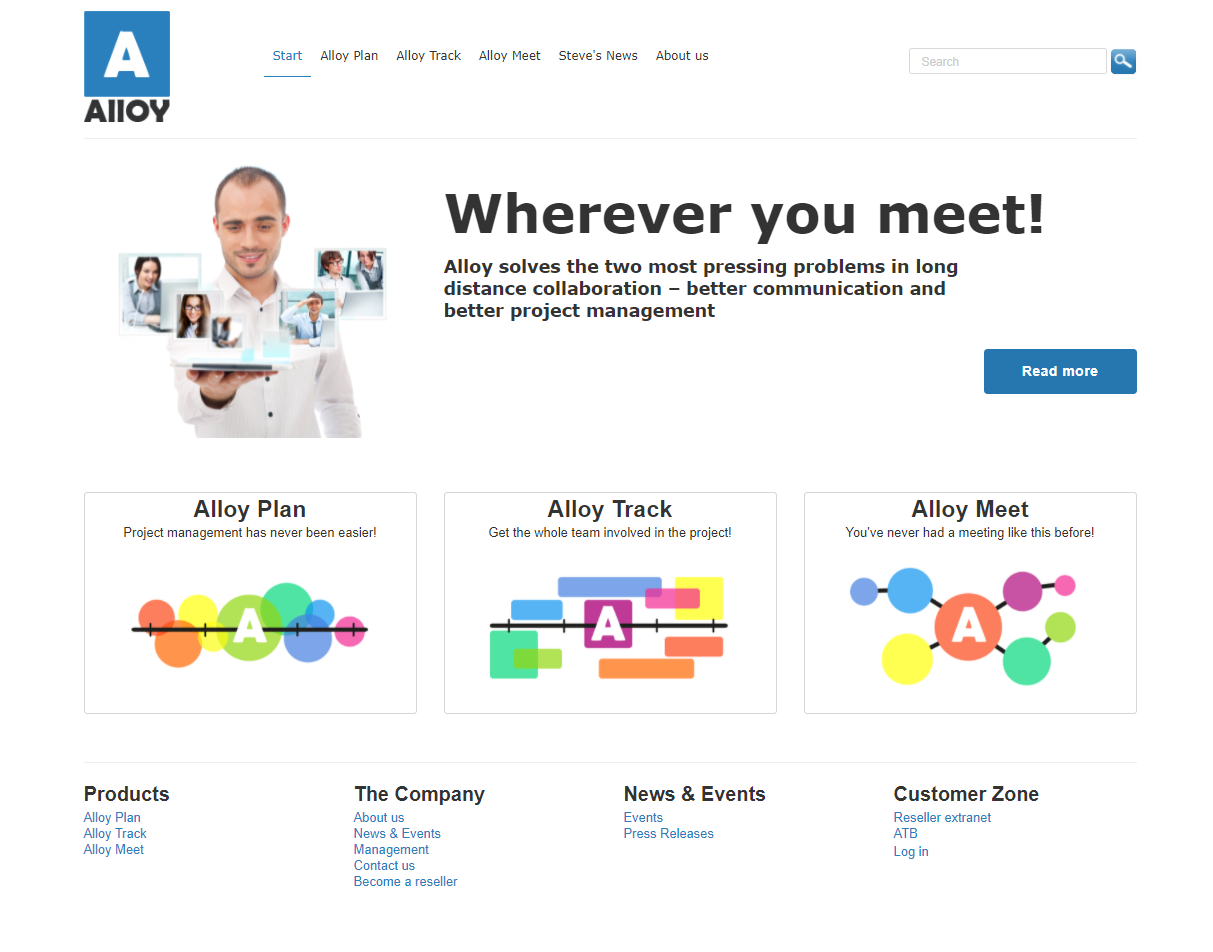 A
Alloy
Start
Alloy Plan
Alloy Track
Alloy Meet
Steve's News
About us
Search
Wherever you meet!
Alloy solves the two most pressing problems in long
distance collaboration – better communication and
better project management
Read more
Alloy Plan
Project management has never been easier!
A
Alloy Track
Get the whole team involved in the project!
A
Alloy Meet
You've never had a meeting like this before!
A
Products
Alloy Plan
Alloy Track
Alloy Meet
The Company
About us
News & Events
Management
Contact us
Become a reseller
News & Events
Events
Press Releases
Customer Zone
Reseller extranet
ATB
Log in